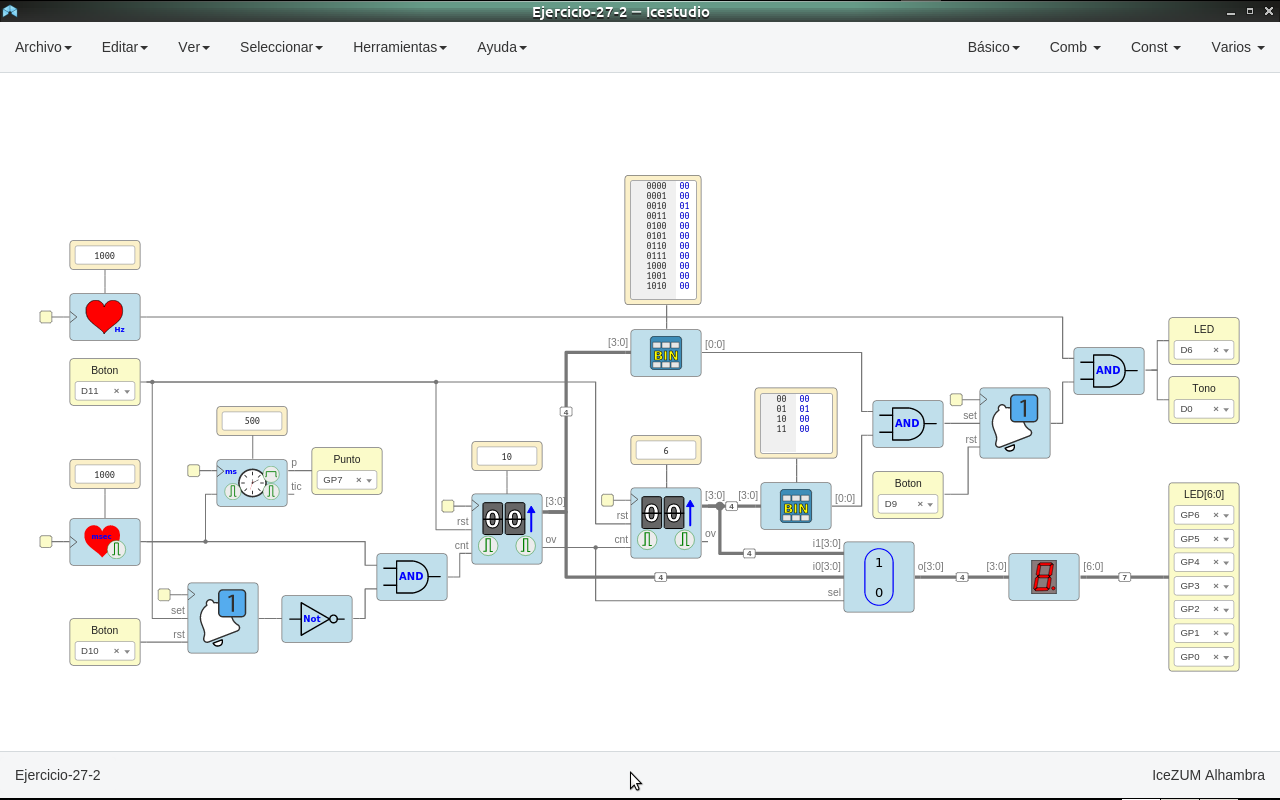 Ejercicio-27-2 – Icestudio
Archivo Editar Ver Seleccionar Herramientas Ayuda Básico Comb Const Varios
0000 00
0001 00
0010 01
0011 00
0100 00
0101 00
0110 00
0111 00
1000 00
1001 00
1010 00
1000
Hz
LED
D6 ×
[3:0] BIN [0:0]
AND
Boton
D11 ×
Tono
D0 ×
00 00
01 01
10 00
11 00
4
500
AND
set
rst
1
Punto
GP7 ×
ms
p
tic
10
6
1000
msec
Boton
D9 ×
LED[6:0]
GP6 ×
GP5 ×
GP4 ×
GP3 ×
GP2 ×
GP1 ×
GP0 ×
rst
cnt
00
[3:0]
ov
rst
cnt
00
[3:0]
ov
4
[3:0] BIN [0:0]
4
AND
i1[3:0]
i0[3:0]
sel
1
0
o[3:0]
4
4
[3:0] 8. [6:0]
7
set
rst
1
Not
Boton
D10 ×
Ejercicio-27-2 IceZUM Alhambra